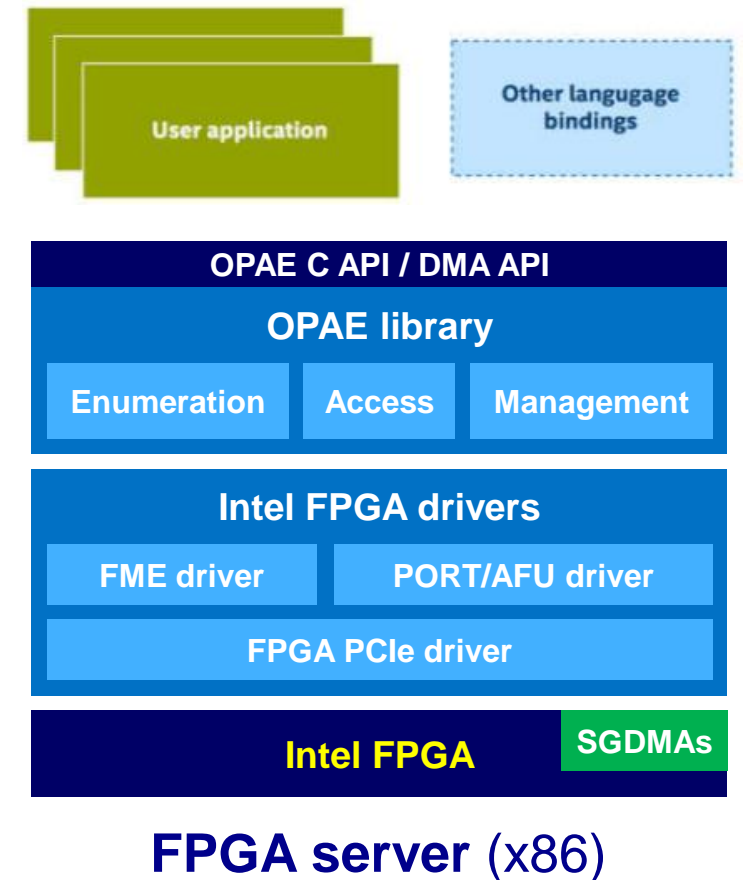 User application
Other langugage
bindings
OPAE C API / DMA API
OPAE library
Enumeration
Access
Management
Intel FPGA drivers
FME driver
PORT/AFU driver
FPGA PCIe driver
Intel FPGA
SGDMAs
FPGA server (x86)